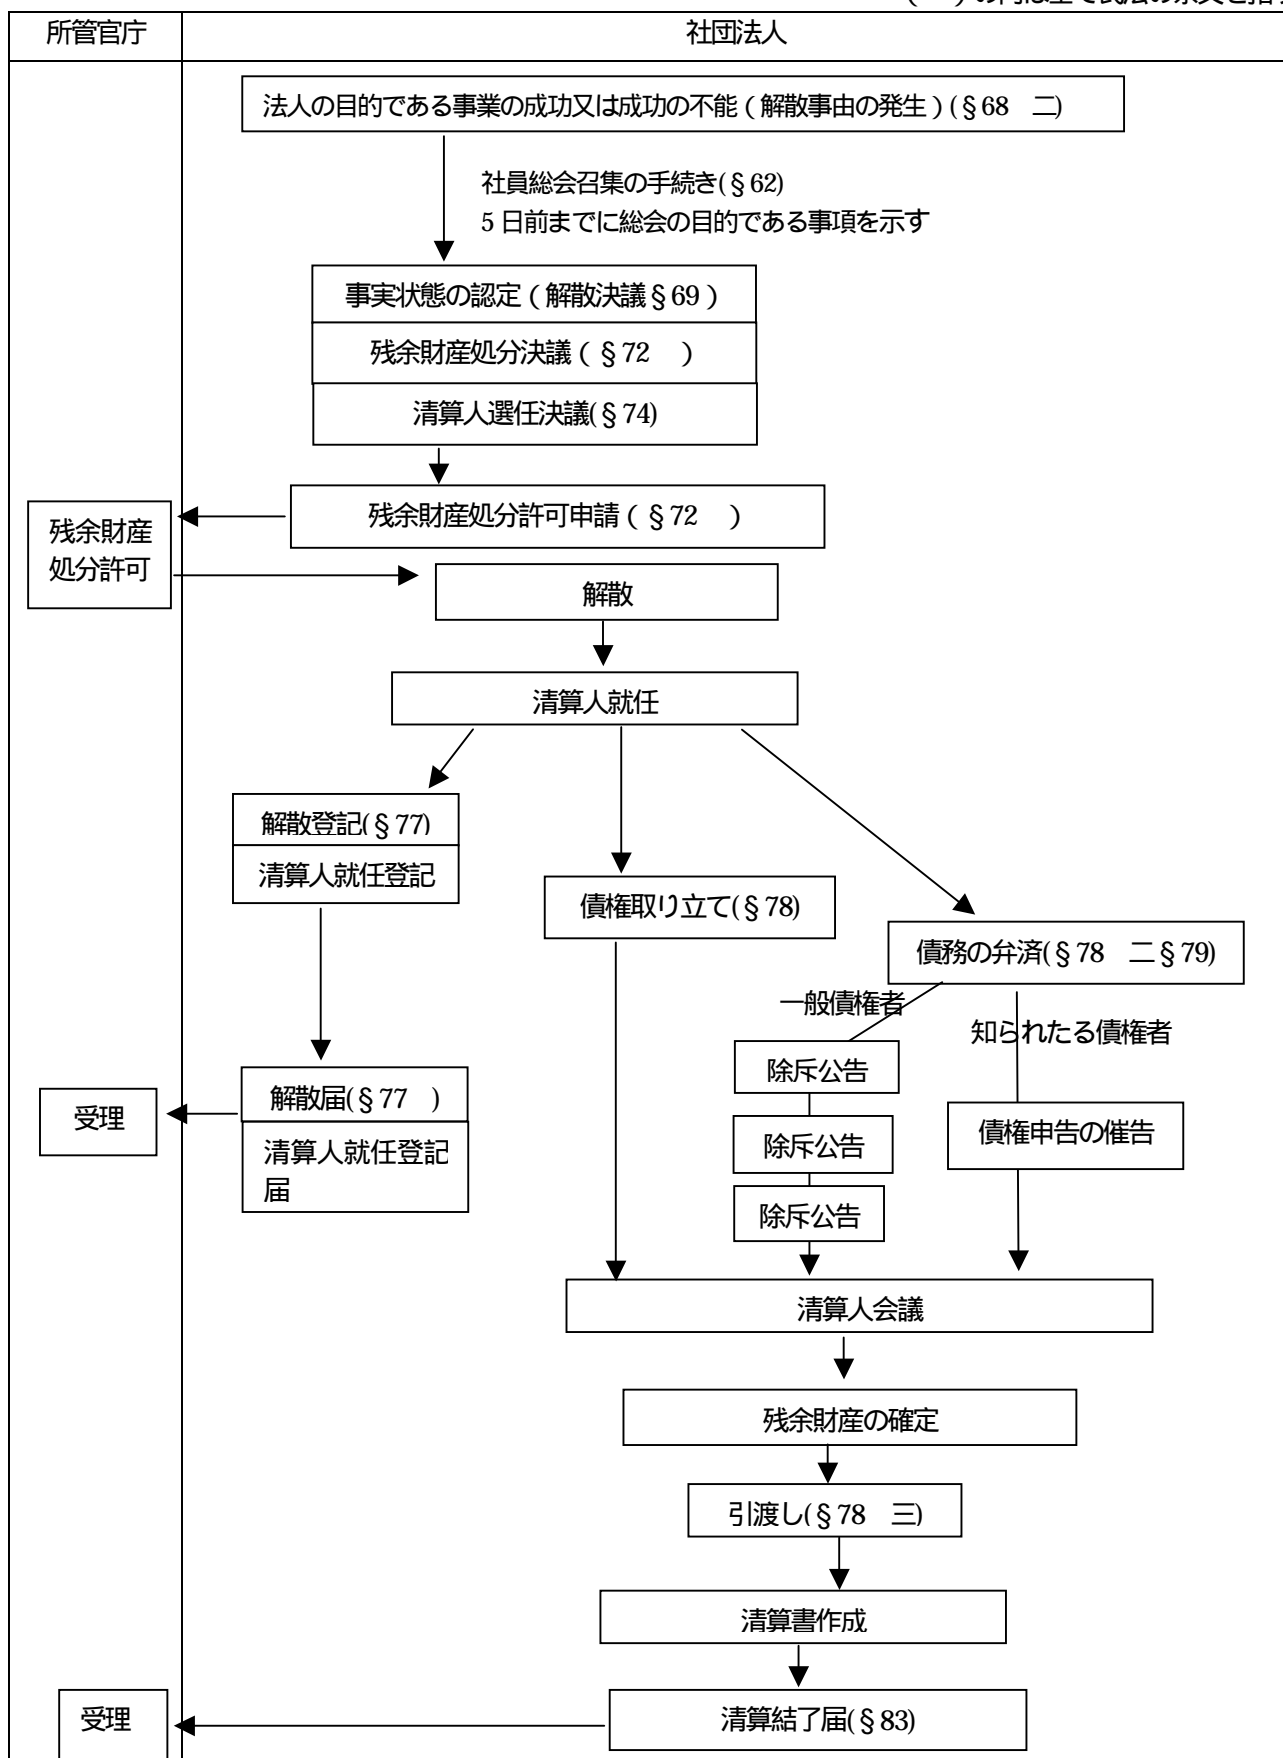 所管官庁
社団法人
法人の目的である事業の成功又は成功の不能（解散事由の発生）(§68　二)
社員総会召集の手続き(§62)
5日前までに総会の目的である事項を示す
事実状態の認定（解散決議§69）
残余財産処分決議（§72　）
清算人選任決議(§74)
残余財産処分許可申請（§72　）
残余財産
処分許可
解散
清算人就任
解散登記(§77)
清算人就任登記
債権取り立て(§78)
債務の弁済(§78　二§79)
一般債権者
知られたる債権者
除斥公告
解散届(§77　)
受理
債権申告の催告
除斥公告
清算人就任登記
届
除斥公告
清算人会議
残余財産の確定
引渡し(§78　三)
清算書作成
清算結了届(§83)
受理